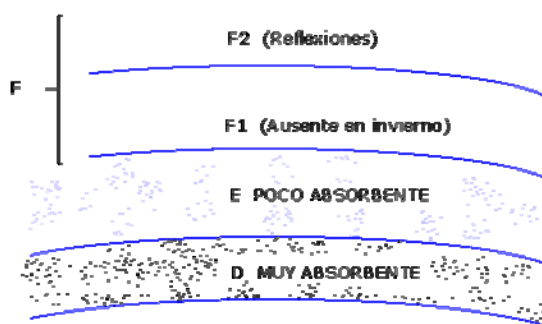 F2 (Reflexiones)
F
F1 (Ausente en invierno)
E POCO ABSORBENTE
D MUY ABSORBENTE